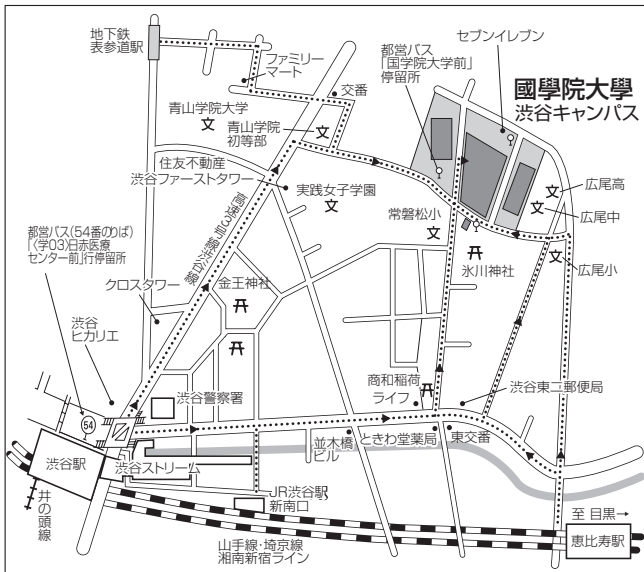 地下鉄
表参道駅
ファミリー
マート
交番
都営バス
「国学院大学前」
停留所
セブンイレブン
國學院大學
渋谷キャンパス
青山学院大学
文
青山学院
初等部
文
住友不動産
渋谷ファーストタワー
実践女子学園
文
文
広尾高
文
広尾中
常磐松小
文
文
広尾小
氷川神社
都営バス(54番のりば)
「〈学03〉日赤医療
センター前」行停留所
高速3号線渋谷線
クロスタワー
金王神社
渋谷
ヒカリエ
商和稲荷
ライフ
渋谷東二郵便局
渋谷警察署
54
渋谷駅
渋谷ストリーム
並木橋
ビル
ときわ堂薬局
東交番
井の頭線
JR渋谷駅
新南口
山手線・埼京線
湘南新宿ライン
至 目黒→
恵比寿駅